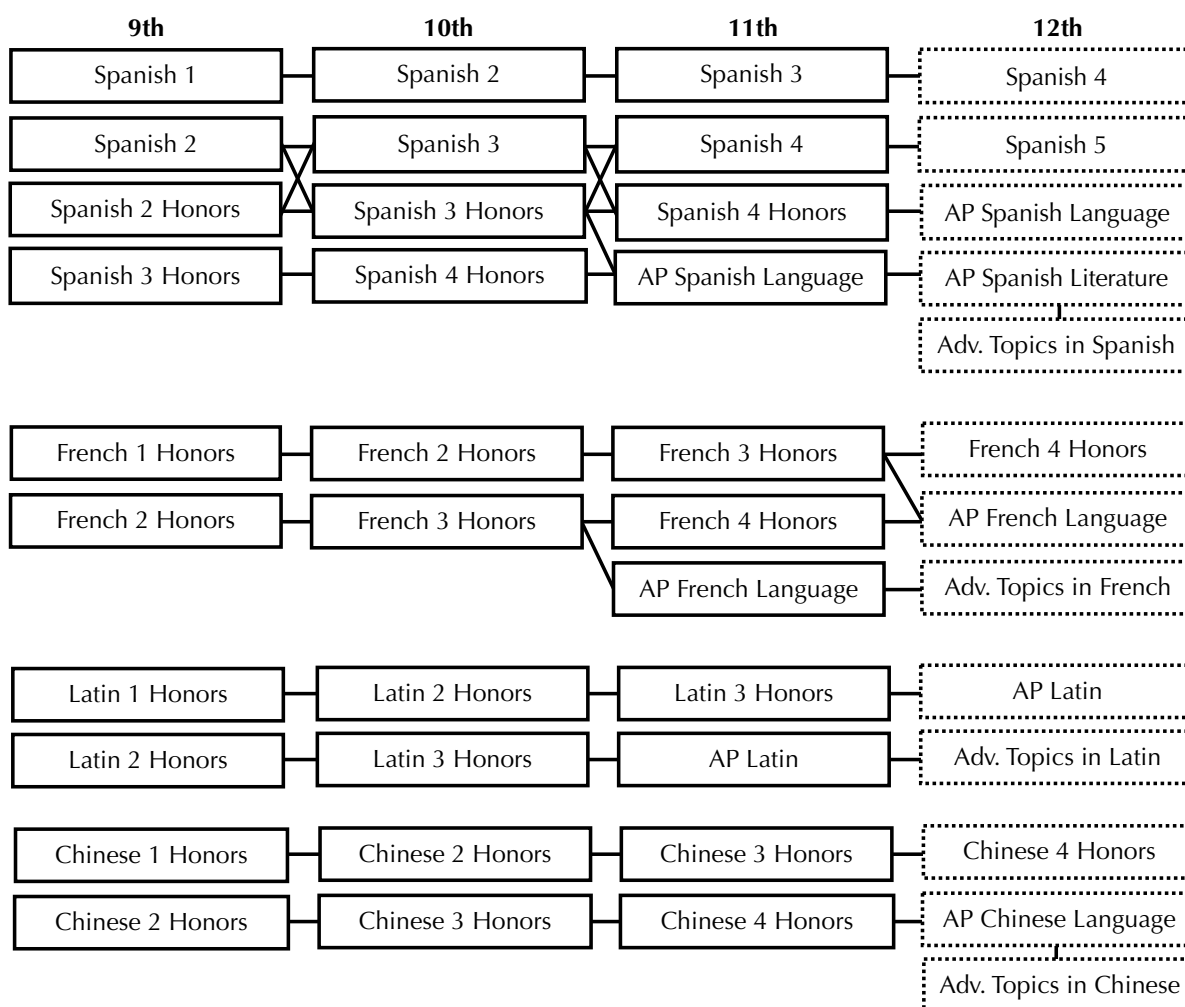 9th 10th 11th 12th
Spanish 1 Spanish 2 Spanish 3 Spanish 4
Spanish 2 Spanish 3 Spanish 4 Spanish 5
Spanish 2 Honors Spanish 3 Honors Spanish 4 Honors AP Spanish Language
Spanish 3 Honors Spanish 4 Honors AP Spanish Language AP Spanish Literature
Adv. Topics in Spanish
French 1 Honors French 2 Honors French 3 Honors French 4 Honors
French 2 Honors French 3 Honors French 4 Honors AP French Language
AP French Language Adv. Topics in French
Latin 1 Honors Latin 2 Honors Latin 3 Honors AP Latin
Latin 2 Honors Latin 3 Honors AP Latin Adv. Topics in Latin
Chinese 1 Honors Chinese 2 Honors Chinese 3 Honors Chinese 4 Honors
Chinese 2 Honors Chinese 3 Honors Chinese 4 Honors AP Chinese Language
Adv. Topics in Chinese